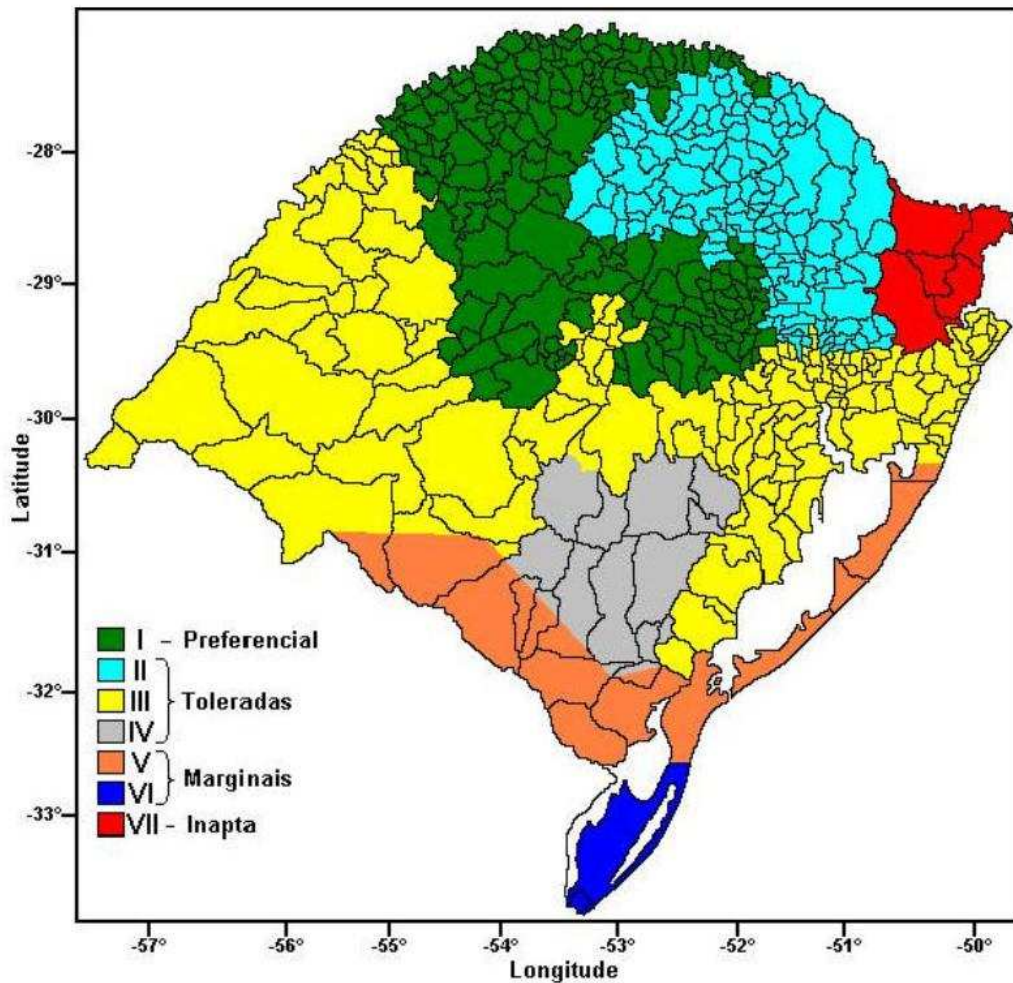 -28°
-29°
-30°
-31°
-32°
-33°
Latitude
I - Preferencial
II
III
IV
Toleradas
V
VI
Marginais
VII - Inapta
-57° -56° -55° -54° -53° -52° -51° -50°
Longitude